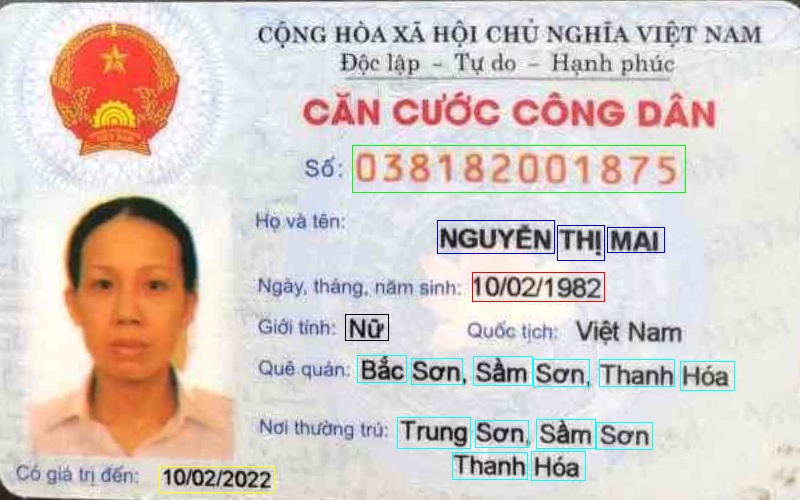 CỘNG HÒA XÃ HỘI CHỦ NGHĨA VIỆT NAM
Độc lập - Tự do - Hạnh phúc
CĂN CƯỚC CÔNG DÂN
Số: 038182001875
Họ và tên:
NGUYỄN THỊ MAI
Ngày, tháng, năm sinh: 10/02/1982
Giới tính: Nữ Quốc tịch: Việt Nam
Quê quán: Bắc Sơn, Sầm Sơn, Thanh Hóa
Nơi thường trú: Trung Sơn, Sầm Sơn
Thanh Hóa
Có giá trị đến: 10/02/2022